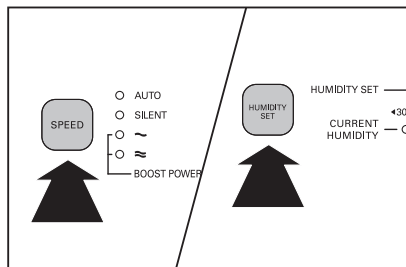 SPEED
AUTO
SILENT
~
≈
BOOST POWER
HUMIDITY
SET
HUMIDITY SET
◄30
CURRENT
HUMIDITY